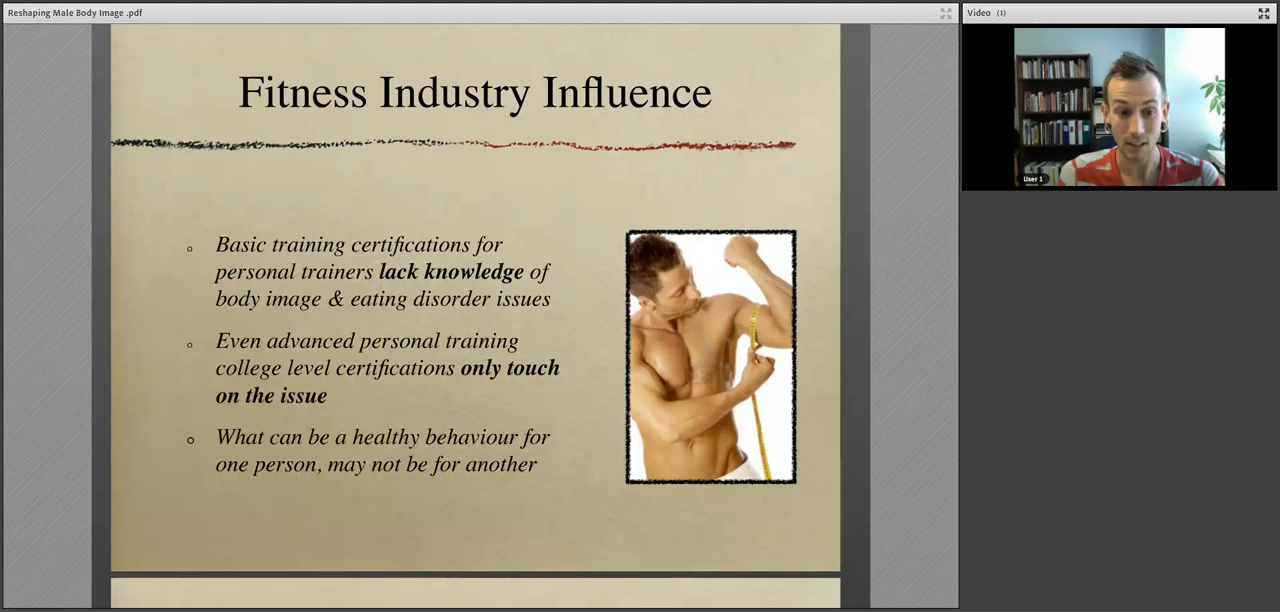 Reshaping Male Body Image .pdf
Video (1)
User 1
Fitness Industry Influence
Basic training certifications for
personal trainers lack knowledge of
body image & eating disorder issues
Even advanced personal training
college level certifications only touch
on the issue
What can be a healthy behaviour for
one person, may not be for another